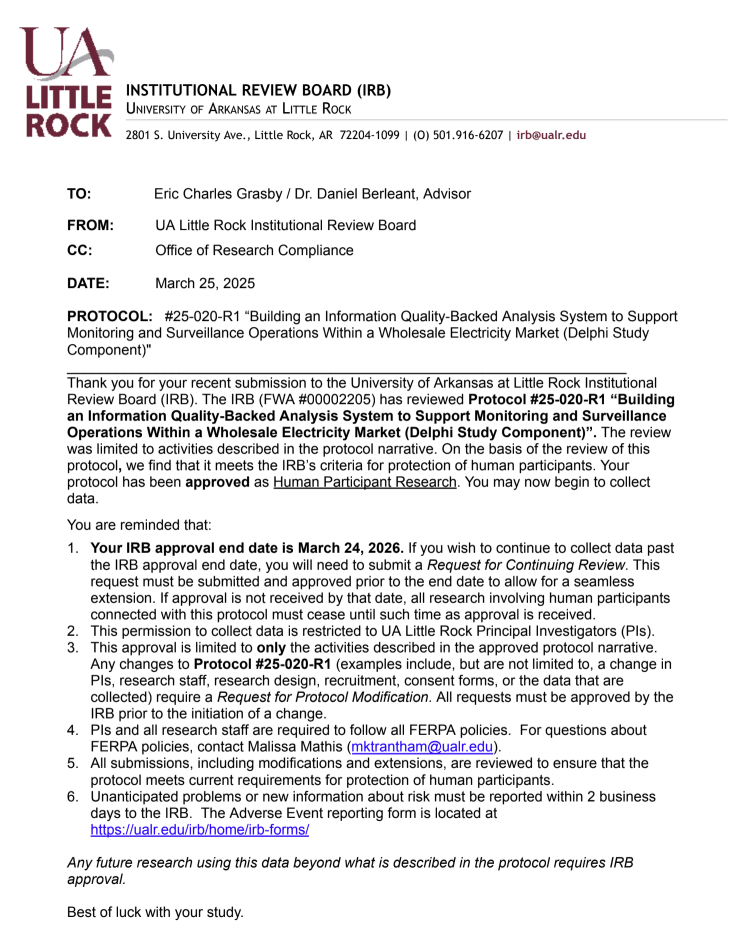 UA
LITTLE
ROCK
INSTITUTIONAL REVIEW BOARD (IRB)
UNIVERSITY OF ARKANSAS AT LITTLE ROCK
2801 S. University Ave., Little Rock, AR 72204-1099 | (O) 501.916-6207 | irb@ualr.edu
TO: Eric Charles Grasby / Dr. Daniel Berleant, Advisor
FROM: UA Little Rock Institutional Review Board
CC: Office of Research Compliance
DATE: March 25, 2025
PROTOCOL: #25-020-R1 “Building an Information Quality-Backed Analysis System to Support
Monitoring and Surveillance Operations Within a Wholesale Electricity Market (Delphi Study
Component)"
Thank you for your recent submission to the University of Arkansas at Little Rock Institutional
Review Board (IRB). The IRB (FWA #00002205) has reviewed Protocol #25-020-R1 “Building
an Information Quality-Backed Analysis System to Support Monitoring and Surveillance
Operations Within a Wholesale Electricity Market (Delphi Study Component)”. The review
was limited to activities described in the protocol narrative. On the basis of the review of this
protocol, we find that it meets the IRB’s criteria for protection of human participants. Your
protocol has been approved as Human Participant Research. You may now begin to collect
data.
You are reminded that:
1. Your IRB approval end date is March 24, 2026. If you wish to continue to collect data past
the IRB approval end date, you will need to submit a Request for Continuing Review. This
request must be submitted and approved prior to the end date to allow for a seamless
extension. If approval is not received by that date, all research involving human participants
connected with this protocol must cease until such time as approval is received.
2. This permission to collect data is restricted to UA Little Rock Principal Investigators (PIs).
3. This approval is limited to only the activities described in the approved protocol narrative.
Any changes to Protocol #25-020-R1 (examples include, but are not limited to, a change in
PIs, research staff, research design, recruitment, consent forms, or the data that are
collected) require a Request for Protocol Modification. All requests must be approved by the
IRB prior to the initiation of a change.
4. PIs and all research staff are required to follow all FERPA policies. For questions about
FERPA policies, contact Malissa Mathis (mktrantham@ualr.edu).
5. All submissions, including modifications and extensions, are reviewed to ensure that the
protocol meets current requirements for protection of human participants.
6. Unanticipated problems or new information about risk must be reported within 2 business
days to the IRB. The Adverse Event reporting form is located at
https://ualr.edu/irb/home/irb-forms/
Any future research using this data beyond what is described in the protocol requires IRB
approval.
Best of luck with your study.